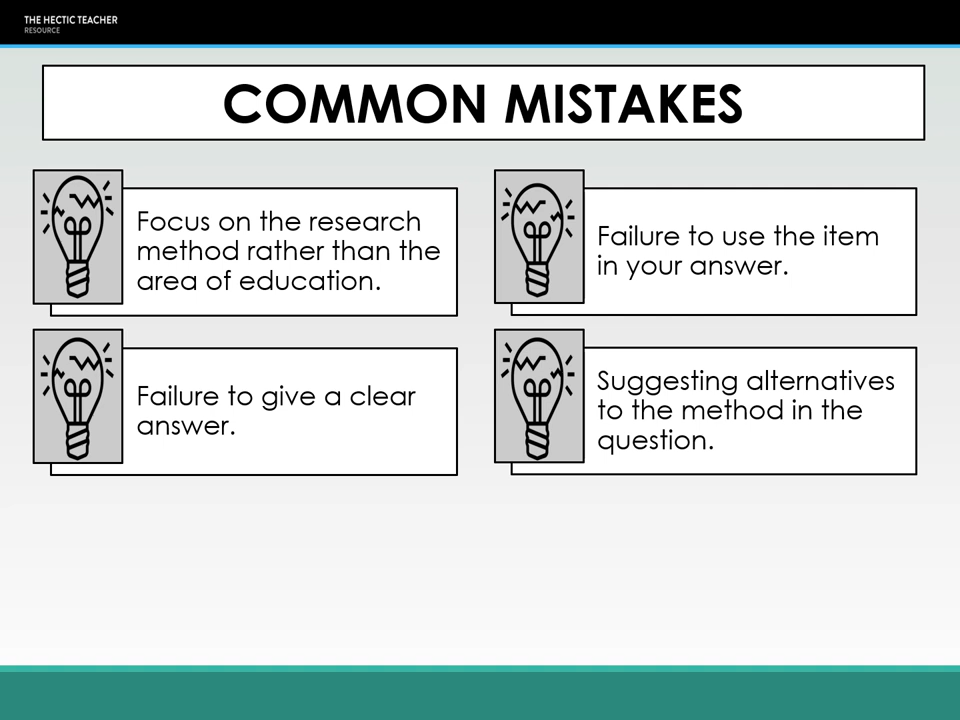 THE HECTIC TEACHER
RESOURCE
COMMON MISTAKES
Focus on the research
method rather than the
area of education.
Failure to use the item
in your answer.
Failure to give a clear
answer.
Suggesting alternatives
to the method in the
question.